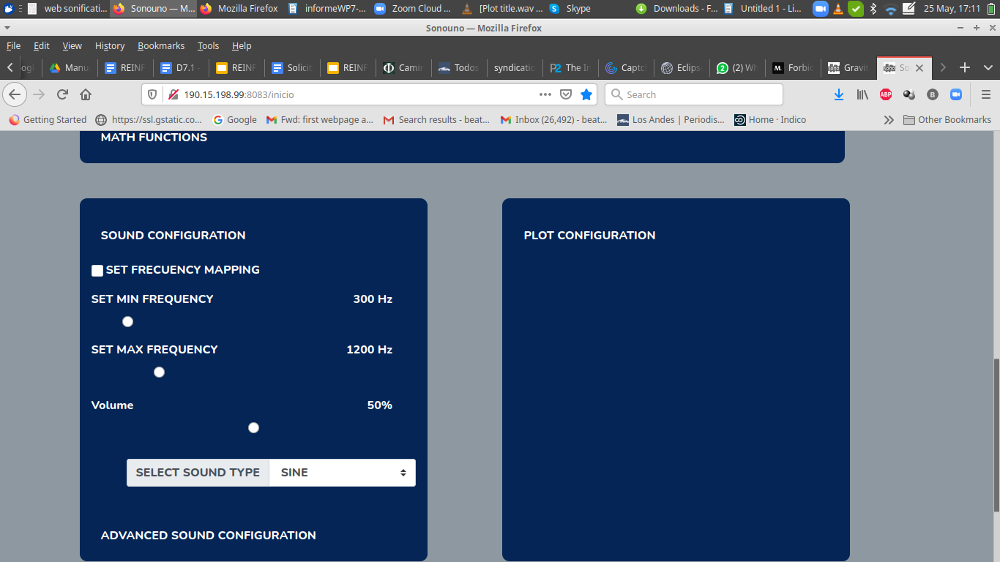 web sonificati... Sonouno — M... Mozilla Firefox informeWP7-... Zoom Cloud ... [Plot title.wav ... Skype Downloads - F... Untitled 1 - Li... 25 May, 17:11
Sonouno — Mozilla Firefox
File Edit View History Bookmarks Tools Help
Manu REINF D7.1 - REINF Solicit REINF Camin Todos syndicatio The In Captc Eclips (2) Wh Forbi Gravit So
190.15.198.99:8083/inicio Search
Getting Started https://ssl.gstatic.co... Google Fwd: first webpage a... Search results - beat... Inbox (26,492) - beat... Los Andes | Periodis... Home · Indico Other Bookmarks
MATH FUNCTIONS
SOUND CONFIGURATION
SET FRECUENCY MAPPING
SET MIN FREQUENCY 300 Hz
SET MAX FREQUENCY 1200 Hz
Volume 50%
SELECT SOUND TYPE SINE
ADVANCED SOUND CONFIGURATION
PLOT CONFIGURATION